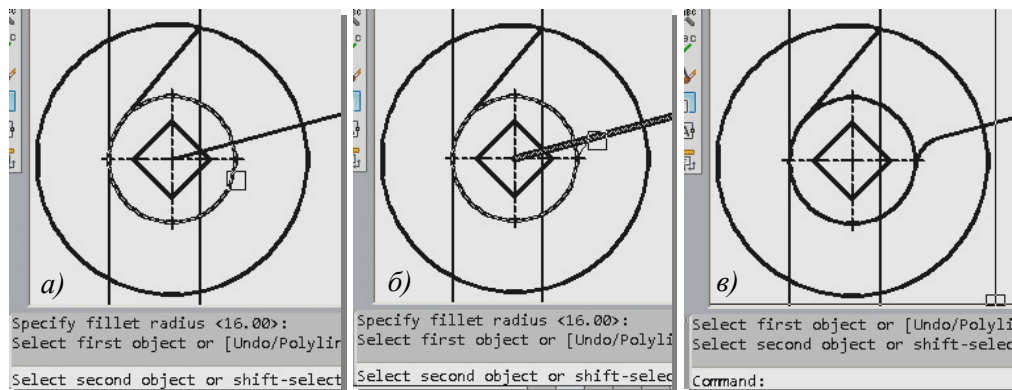 а)
Specify fillet radius <16.00>:
Select first object or [Undo/Polylin
Select second object or shift-select
б)
Specify fillet radius <16.00>:
Select first object or [Undo/Polyli
Select second object or shift-selec
в)
Select first object or [Undo/Polyli
Select second object or shift-selec
Command: